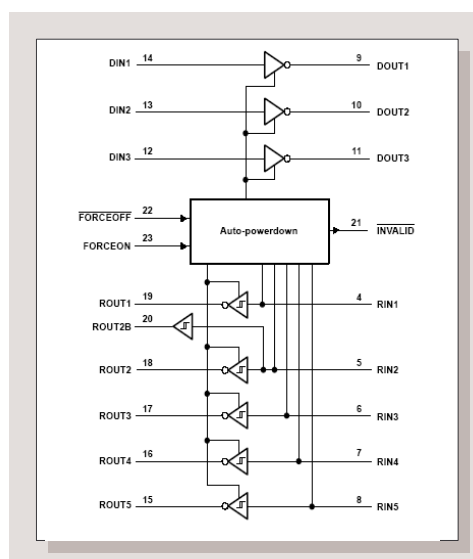 DIN1 14 9 DOUT1
DIN2 13 10 DOUT2
DIN3 12 11 DOUT3
FORCEOFF 22
Auto-powerdown
21 INVALID
FORCEON 23
ROUT1 19 4 RIN1
ROUT2B 20
ROUT2 18 5 RIN2
ROUT3 17 6 RIN3
ROUT4 16 7 RIN4
ROUT5 15 8 RIN5